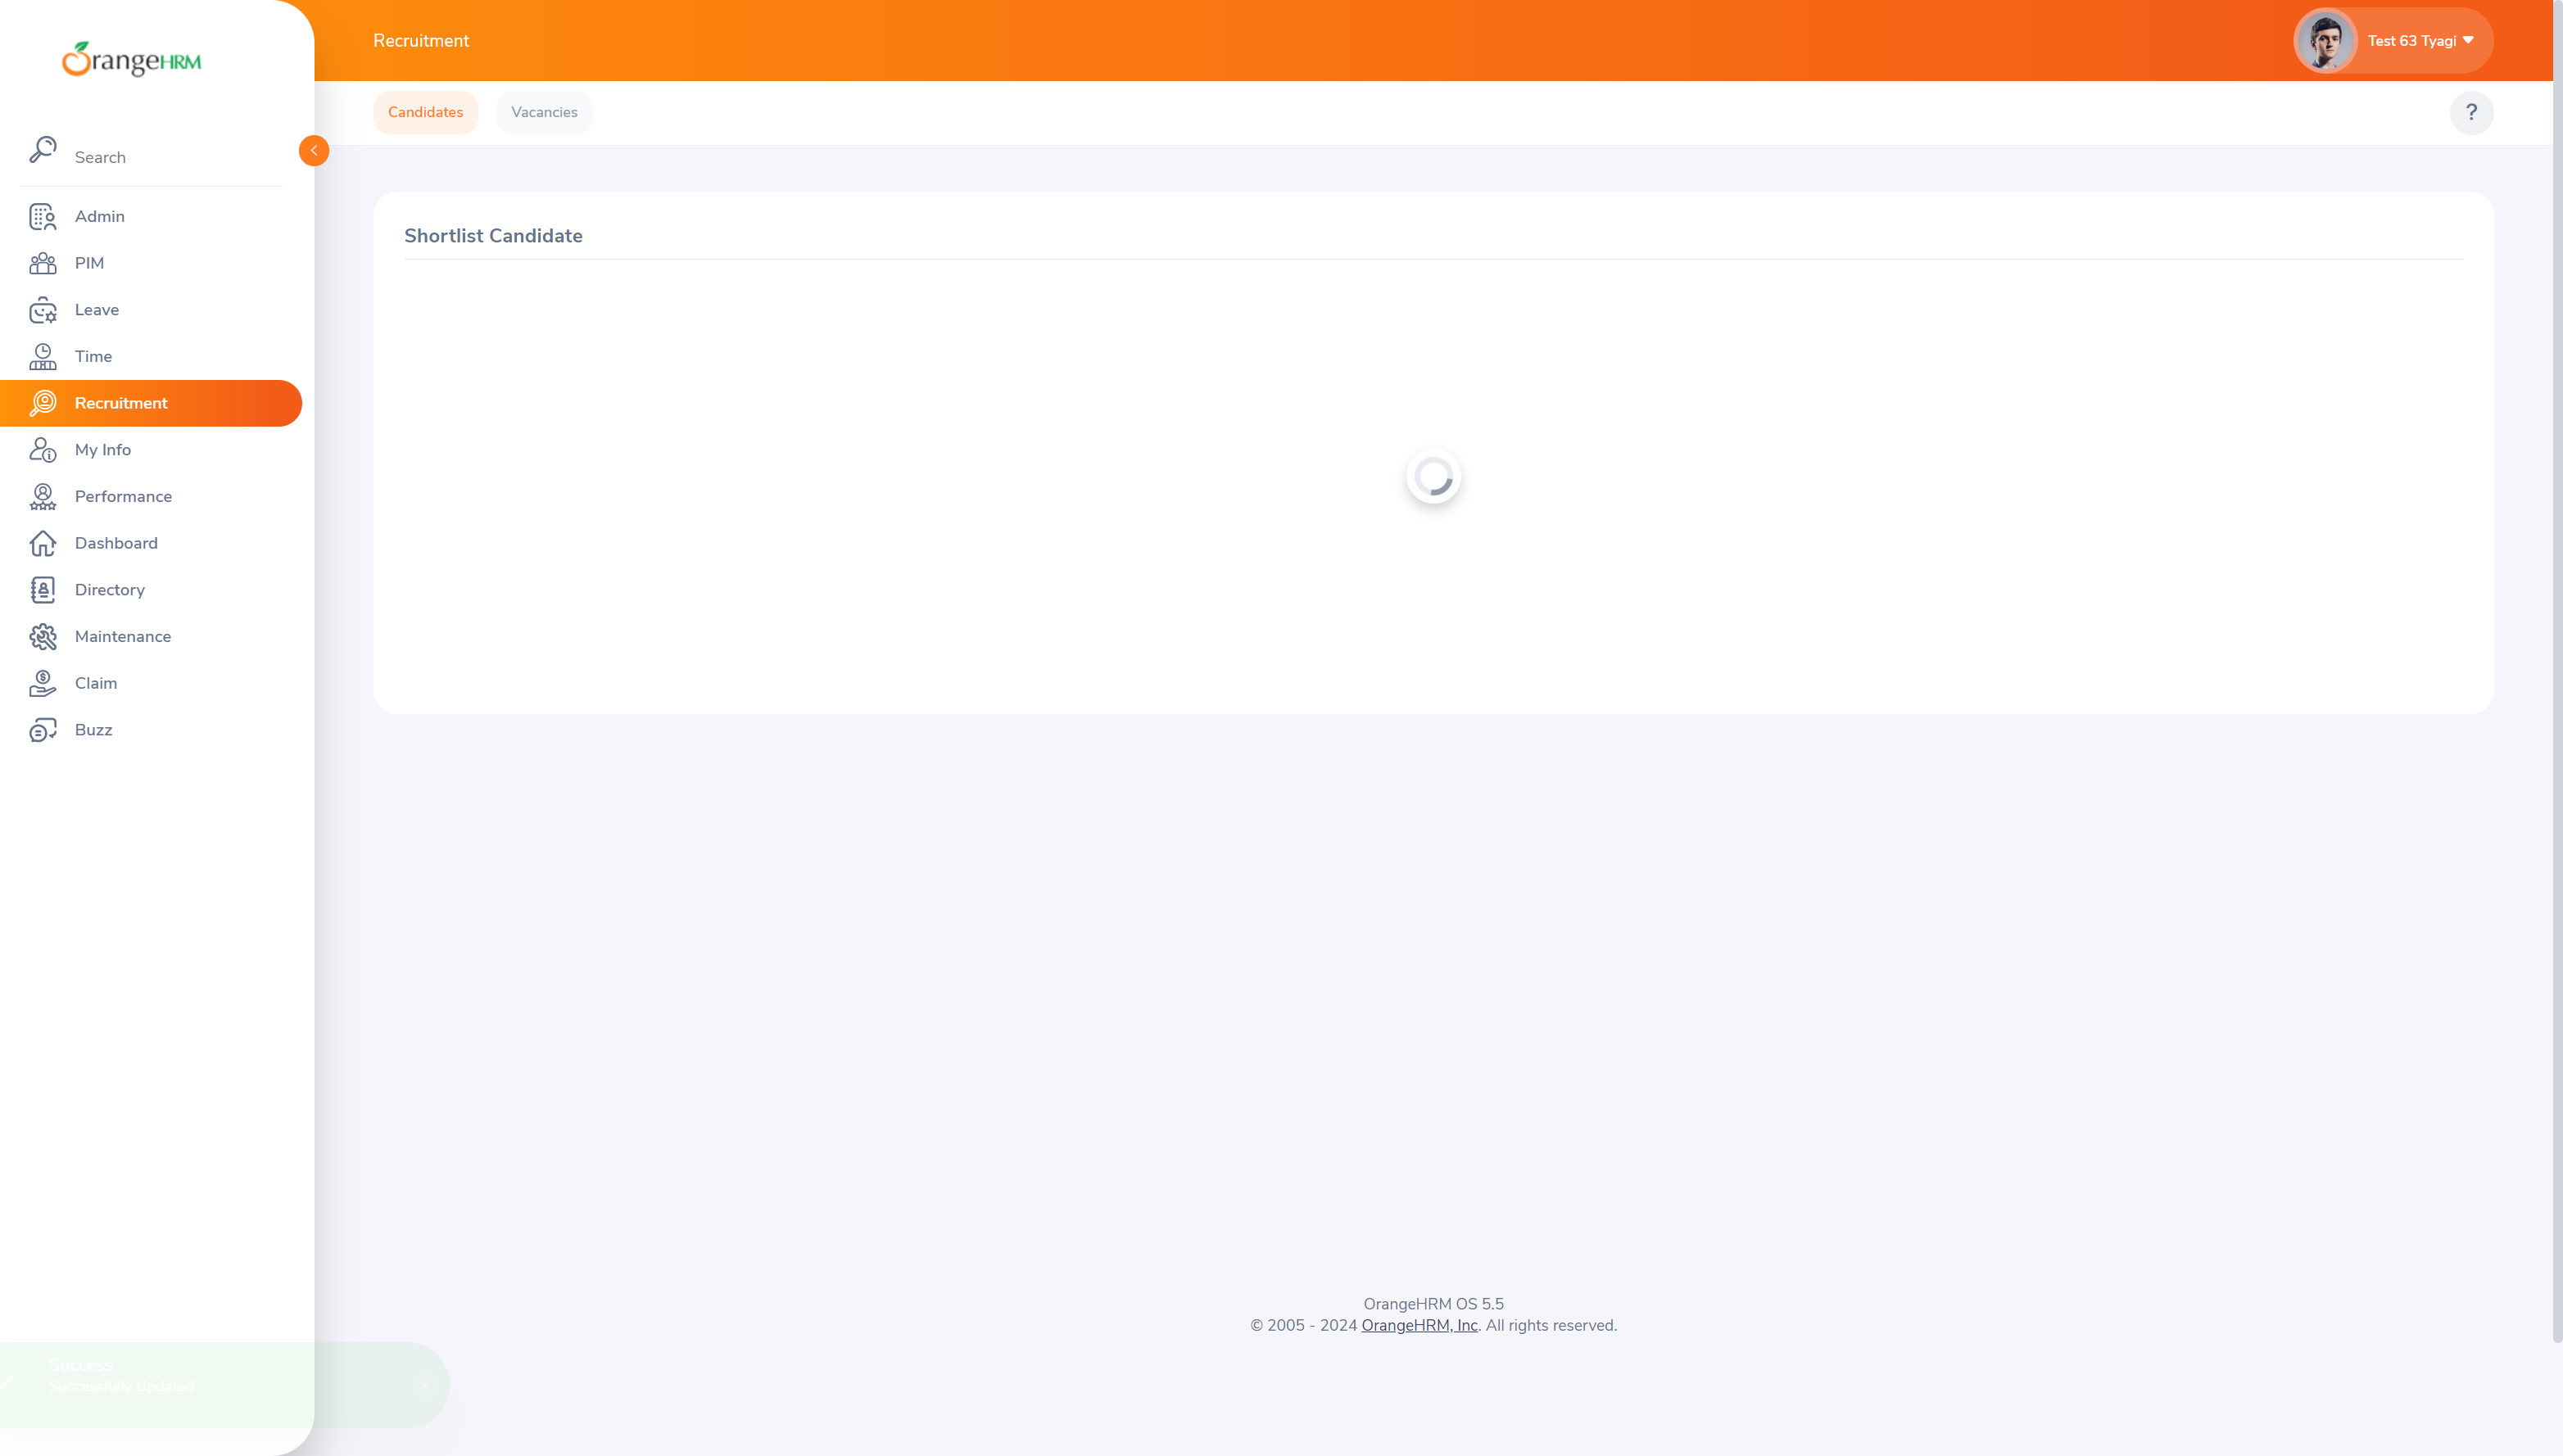 OrangeHRM
Search
Admin
PIM
Leave
Time
Recruitment
My Info
Performance
Dashboard
Directory
Maintenance
Claim
Buzz
Recruitment
Test 63 Tyagi
Candidates
Vacancies
?
Shortlist Candidate
OrangeHRM OS 5.5
© 2005 - 2024 OrangeHRM, Inc. All rights reserved.
Success
Successfully Updated